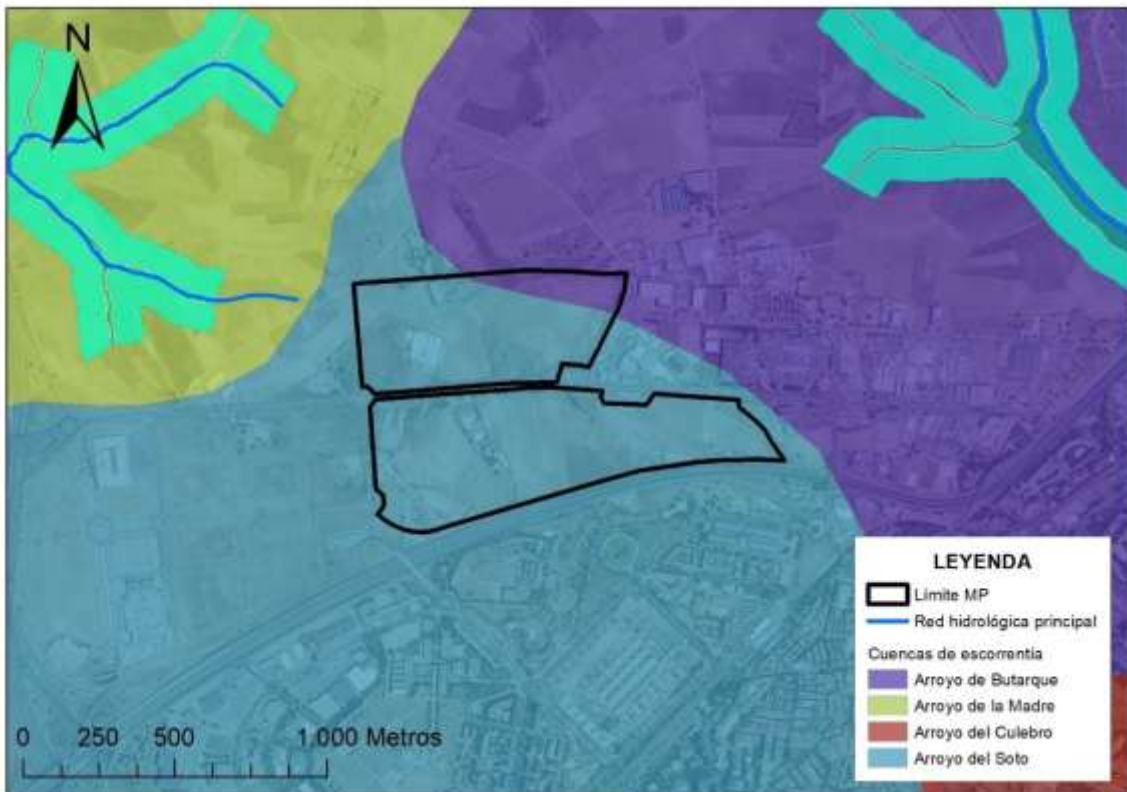 N
LEYENDA
Límite MP
Red hidrológica principal
Cuencas de escorrentía
Arroyo de Butarque
Arroyo de la Madre
Arroyo del Culebro
Arroyo del Soto
0 250 500 1.000 Metros